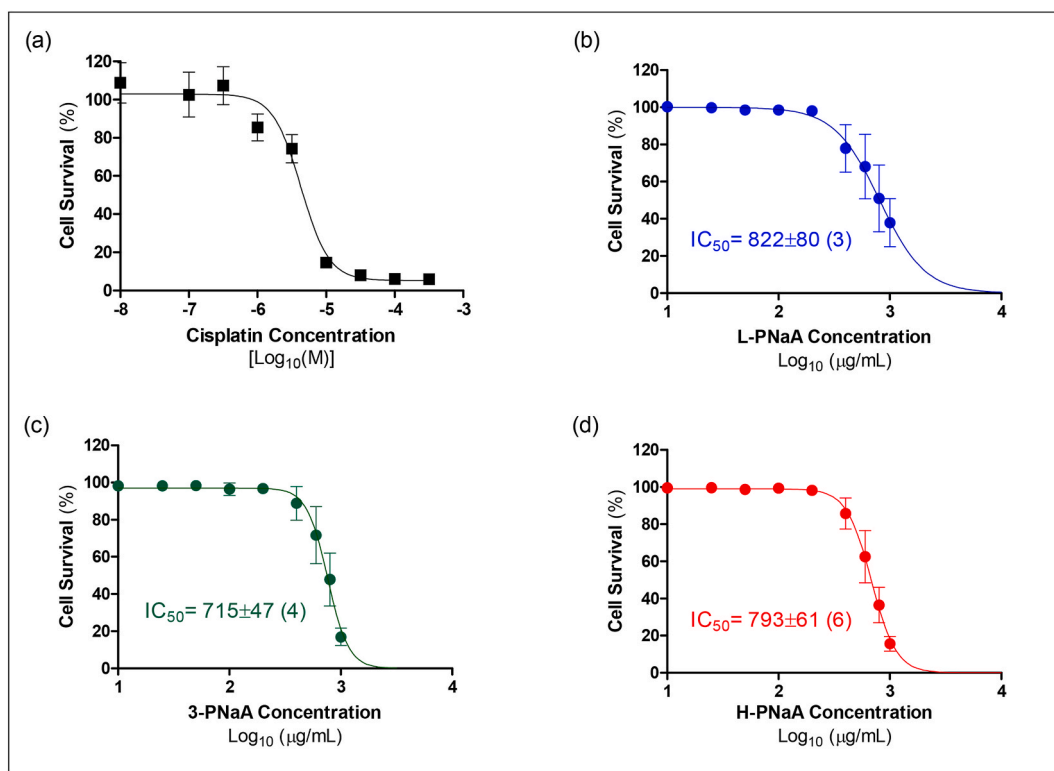 (a)
120
100
80
60
40
20
0
Cell Survival (%)
-8 -7 -6 -5 -4 -3
Cisplatin Concentration
[Log10(M)]
(b)
120
100
80
60
40
20
0
Cell Survival (%)
IC50= 822±80 (3)
1 2 3 4
L-PNaA Concentration
Log10 (μg/mL)
(c)
120
100
80
60
40
20
0
Cell Survival (%)
IC50= 715±47 (4)
1 2 3 4
3-PNaA Concentration
Log10 (μg/mL)
(d)
120
100
80
60
40
20
0
Cell Survival (%)
IC50= 793±61 (6)
1 2 3 4
H-PNaA Concentration
Log10 (μg/mL)